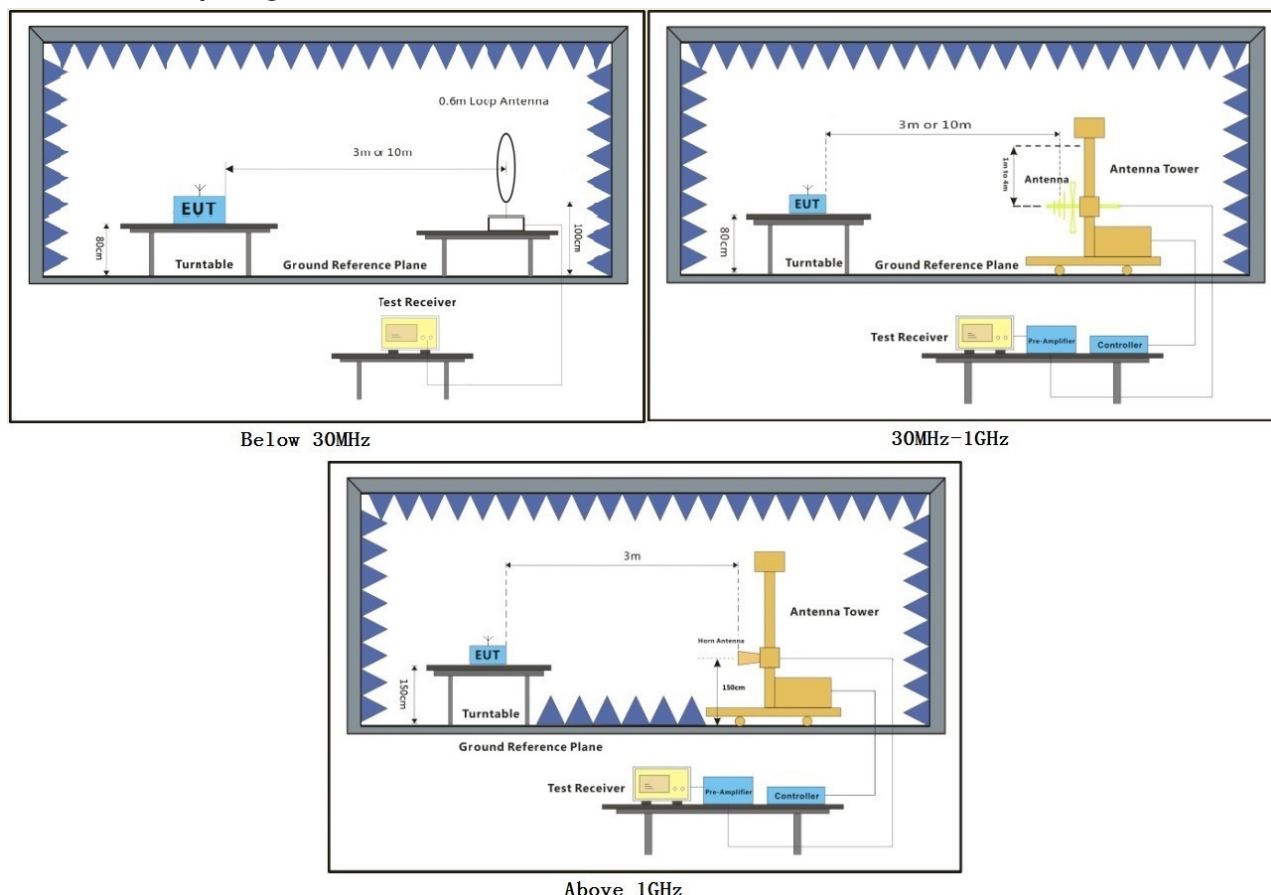 0.6m Loop Antenna
3m or 10m
EUT
80cm
100cm
Turntable
Ground Reference Plane
Test Receiver
Below 30MHz
3m or 10m
1m to 4m
Antenna
Antenna Tower
EUT
80cm
Turntable
Ground Reference Plane
Test Receiver
Pre-Amplifier
Controller
30MHz-1GHz
3m
Antenna Tower
Horn Antenna
EUT
150cm
150cm
Turntable
Ground Reference Plane
Test Receiver
Pre-Amplifier
Controller
Above 1GHz